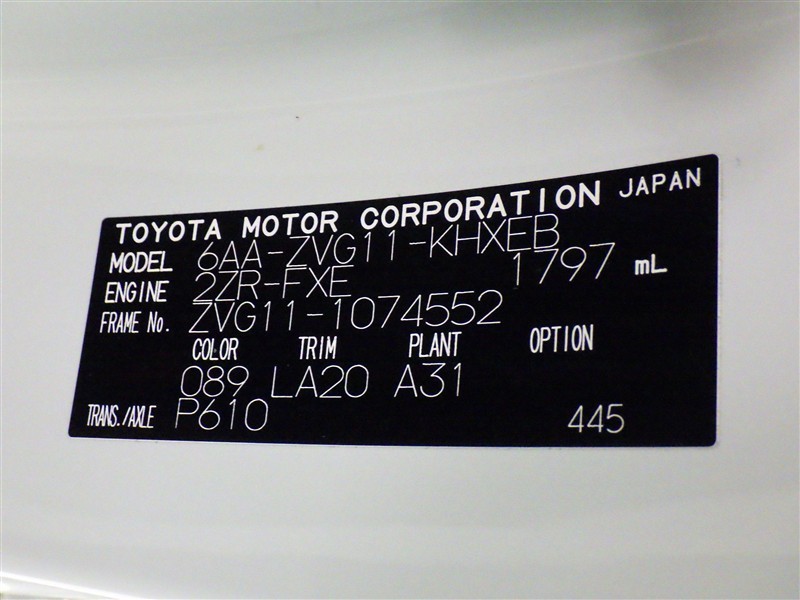 TOYOTA MOTOR CORPORATION JAPAN
MODEL 6AA-ZVG11-KHXEB
ENGINE 2ZR-FXE 1797 mL
FRAME No. ZVG11-1074552
COLOR TRIM PLANT OPTION
089 LA20 A31
TRANS./AXLE P610 445